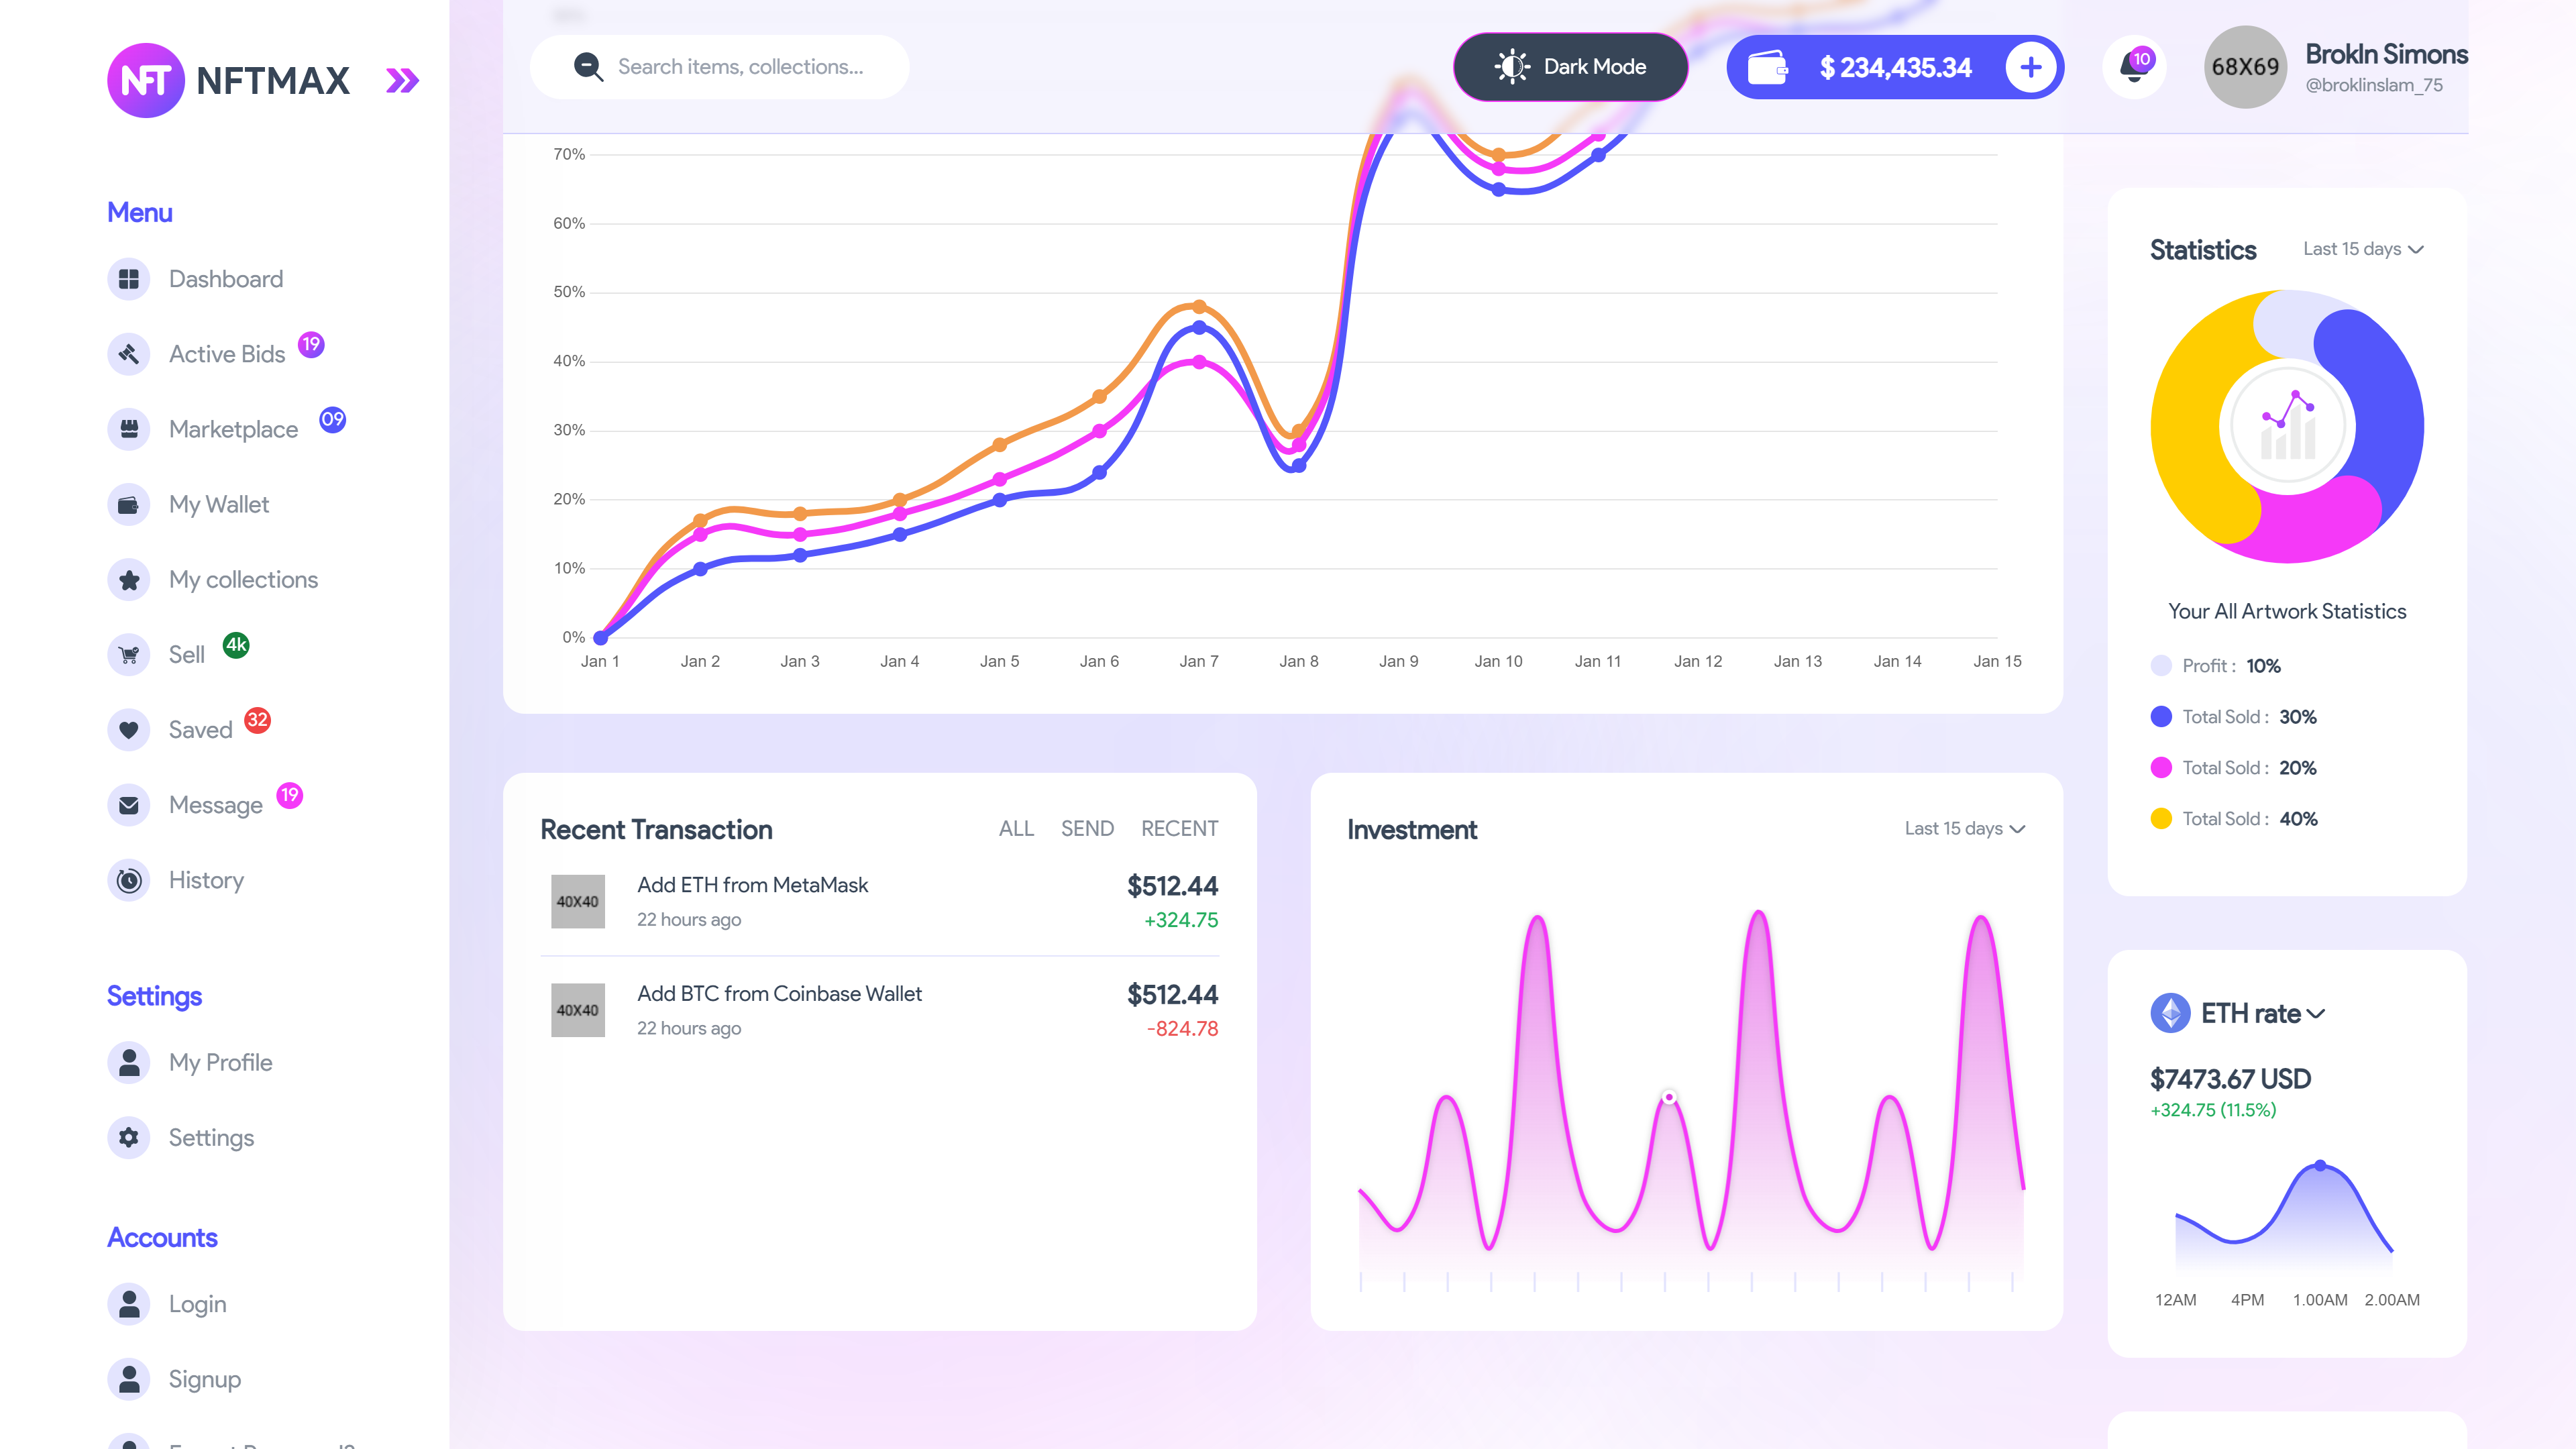 NFT NFTMAX
Search items, collections...
Dark Mode
$ 234,435.34
10
68X69
Brokln Simons
@broklinslam_75
Menu
Dashboard
Active Bids 19
Marketplace 09
My Wallet
My collections
Sell 4k
Saved 32
Message 19
History
Settings
My Profile
Settings
Accounts
Login
Signup
70%
60%
50%
40%
30%
20%
10%
0%
Jan 1 Jan 2 Jan 3 Jan 4 Jan 5 Jan 6 Jan 7 Jan 8 Jan 9 Jan 10 Jan 11 Jan 12 Jan 13 Jan 14 Jan 15
Recent Transaction
ALL SEND RECENT
40X40
Add ETH from MetaMask
22 hours ago
$512.44
+324.75
40X40
Add BTC from Coinbase Wallet
22 hours ago
$512.44
-824.78
Investment
Last 15 days
Statistics
Last 15 days
Your All Artwork Statistics
Profit : 10%
Total Sold : 30%
Total Sold : 20%
Total Sold : 40%
ETH rate
$7473.67 USD
+324.75 (11.5%)
12AM 4PM 1.00AM 2.00AM